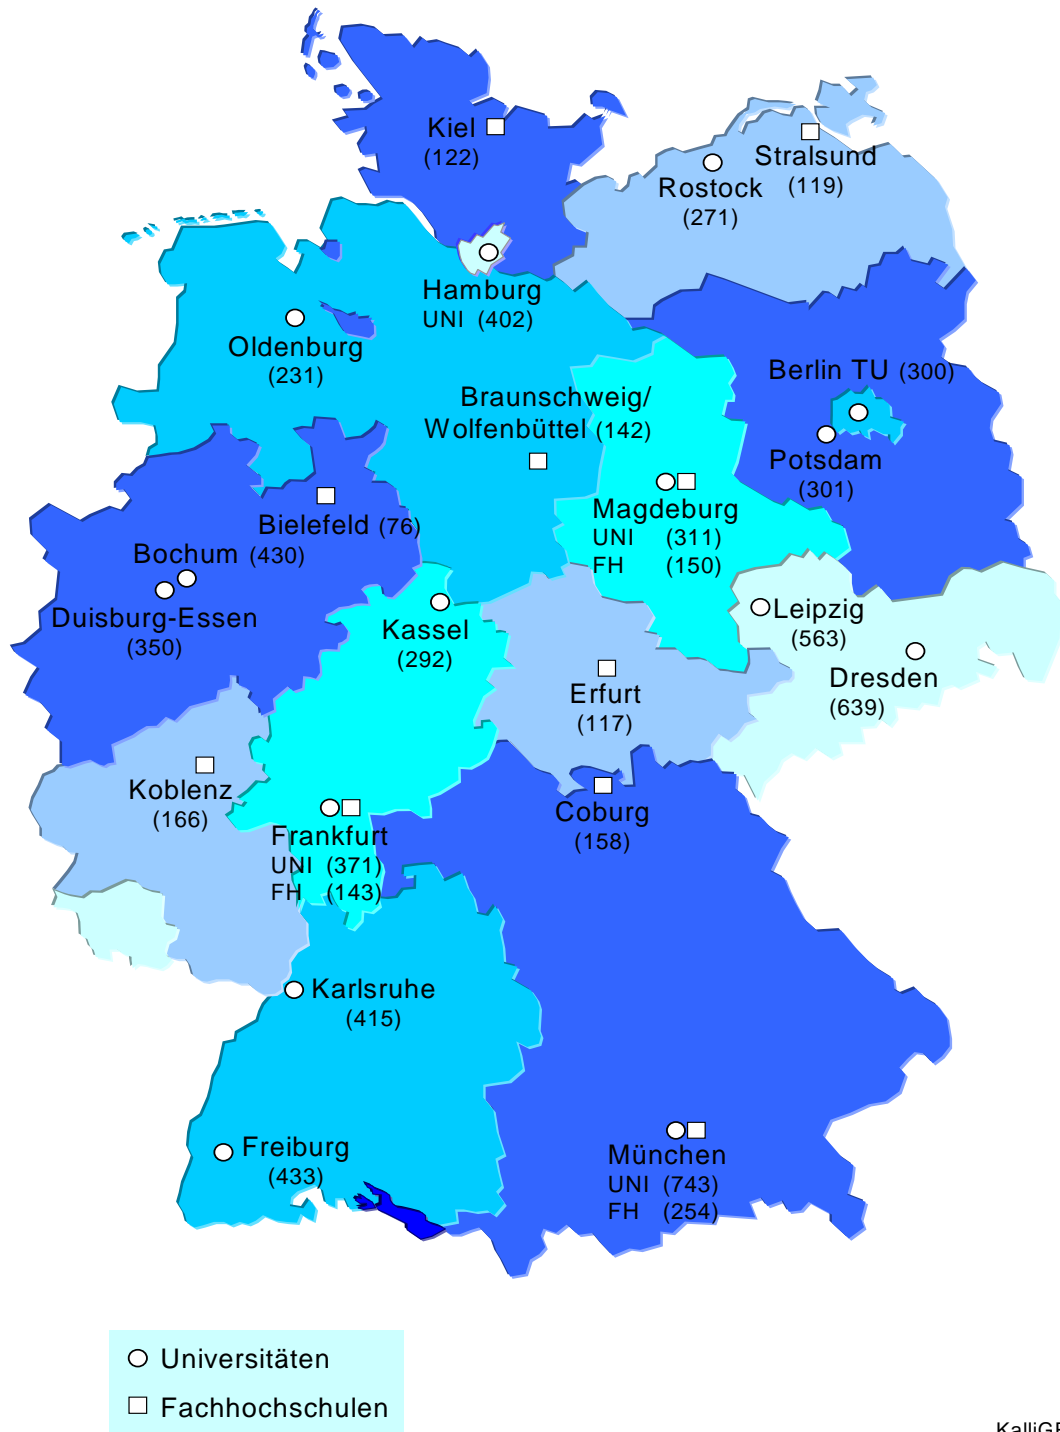 Kiel
(122)
Stralsund
(119)
Rostock
(271)
Hamburg
UNI (402)
Oldenburg
(231)
Berlin TU (300)
Braunschweig/
Wolfenbüttel (142)
Potsdam
(301)
Magdeburg
UNI (311)
FH (150)
Bielefeld (76)
Bochum (430)
Duisburg-Essen
(350)
Kassel
(292)
Leipzig
(563)
Dresden
(639)
Erfurt
(117)
Koblenz
(166)
Coburg
(158)
Frankfurt
UNI (371)
FH (143)
Karlsruhe
(415)
Freiburg
(433)
München
UNI (743)
FH (254)
Universitäten
Fachhochschulen